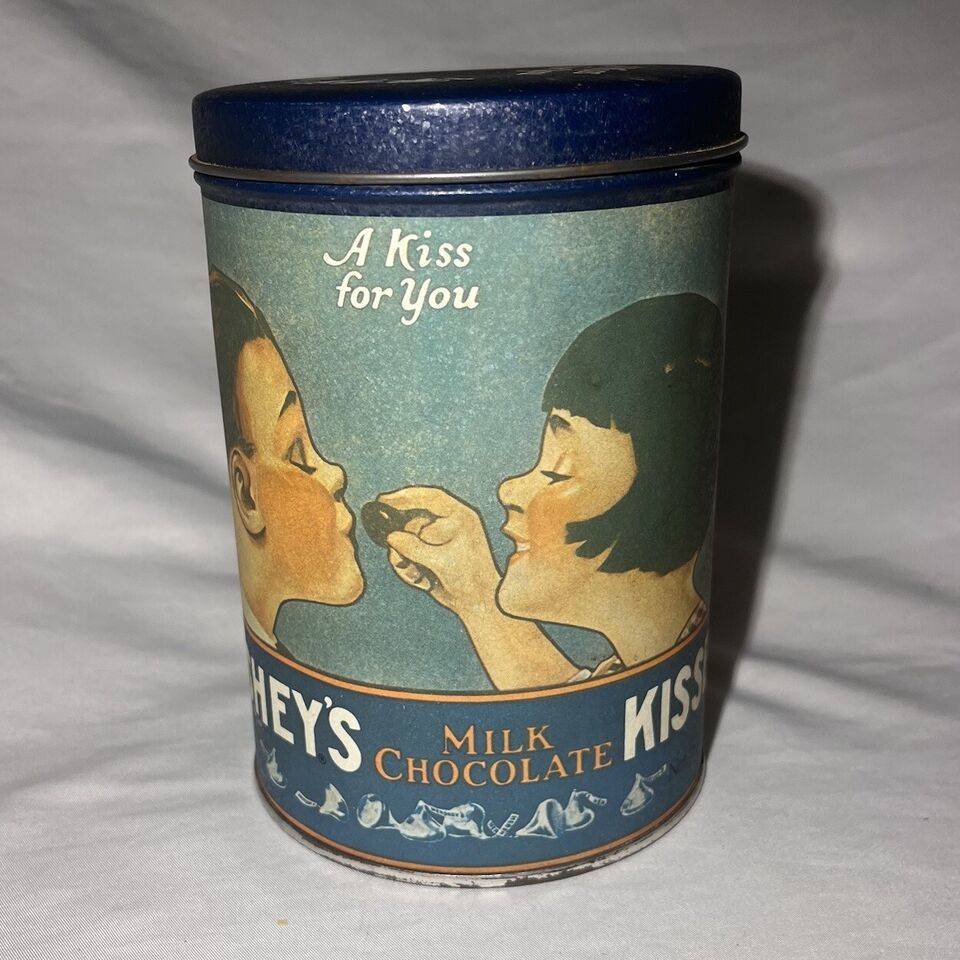 A Kiss
for You
HEY'S ® MILK KISS
CHOCOLATE